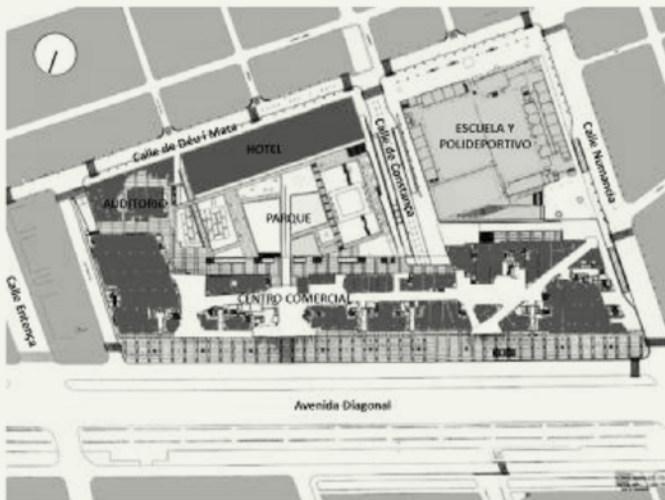 Calle de Déu i Mata
HOTEL
AUDITORIO
PARQUE
Calle de Constança
ESCUELA Y
POLIDEPORTIVO
Calle Numancia
Calle Entença
CENTRO COMERCIAL
Avenida Diagonal